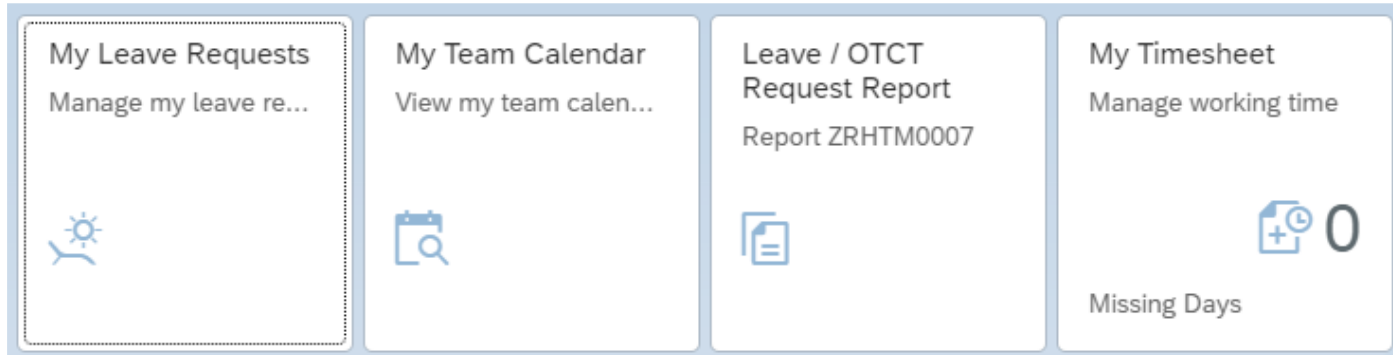 My Leave Requests
Manage my leave re...
My Team Calendar
View my team calen...
Leave / OTCT
Request Report
Report ZRHTM0007
My Timesheet
Manage working time
0
Missing Days